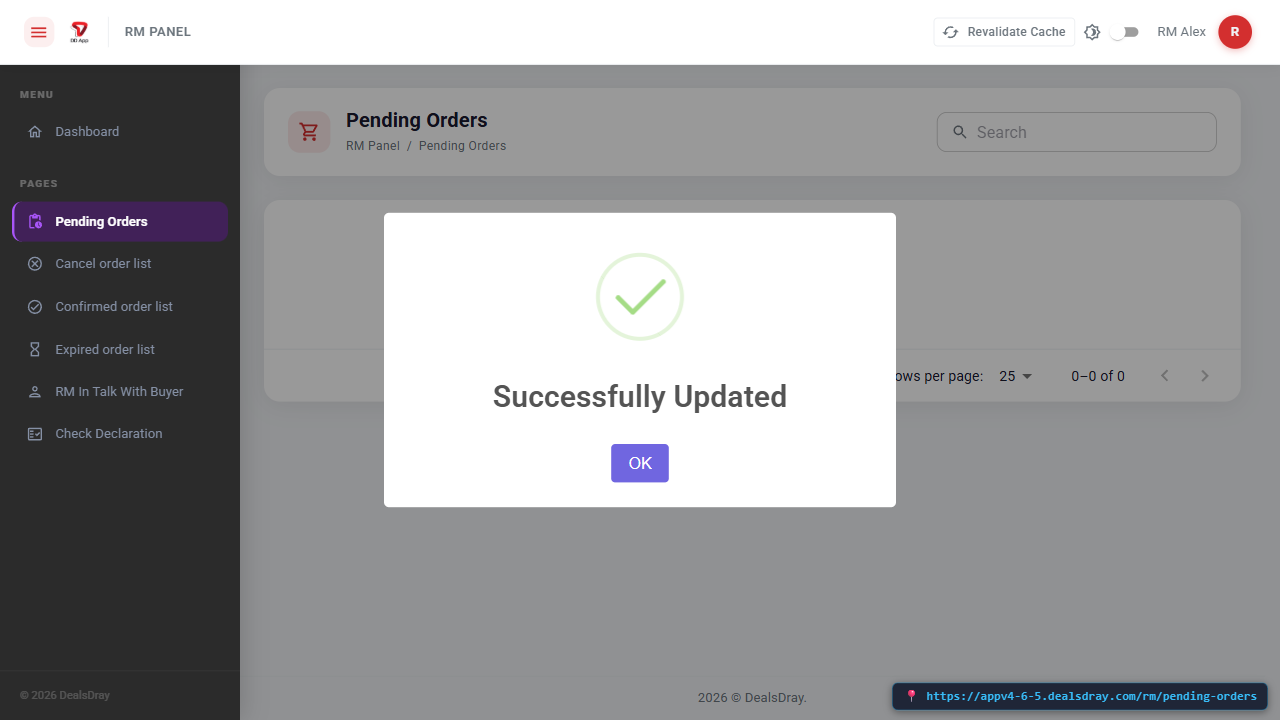 DD App
RM PANEL
Revalidate Cache
RM Alex
R
MENU
Dashboard
PAGES
Pending Orders
Cancel order list
Confirmed order list
Expired order list
RM In Talk With Buyer
Check Declaration
© 2026 DealsDray
Pending Orders
RM Panel / Pending Orders
Search
Successfully Updated
OK
ows per page: 25
0–0 of 0
2026 © DealsDray.
https://appv4-6-5.dealsdray.com/rm/pending-orders